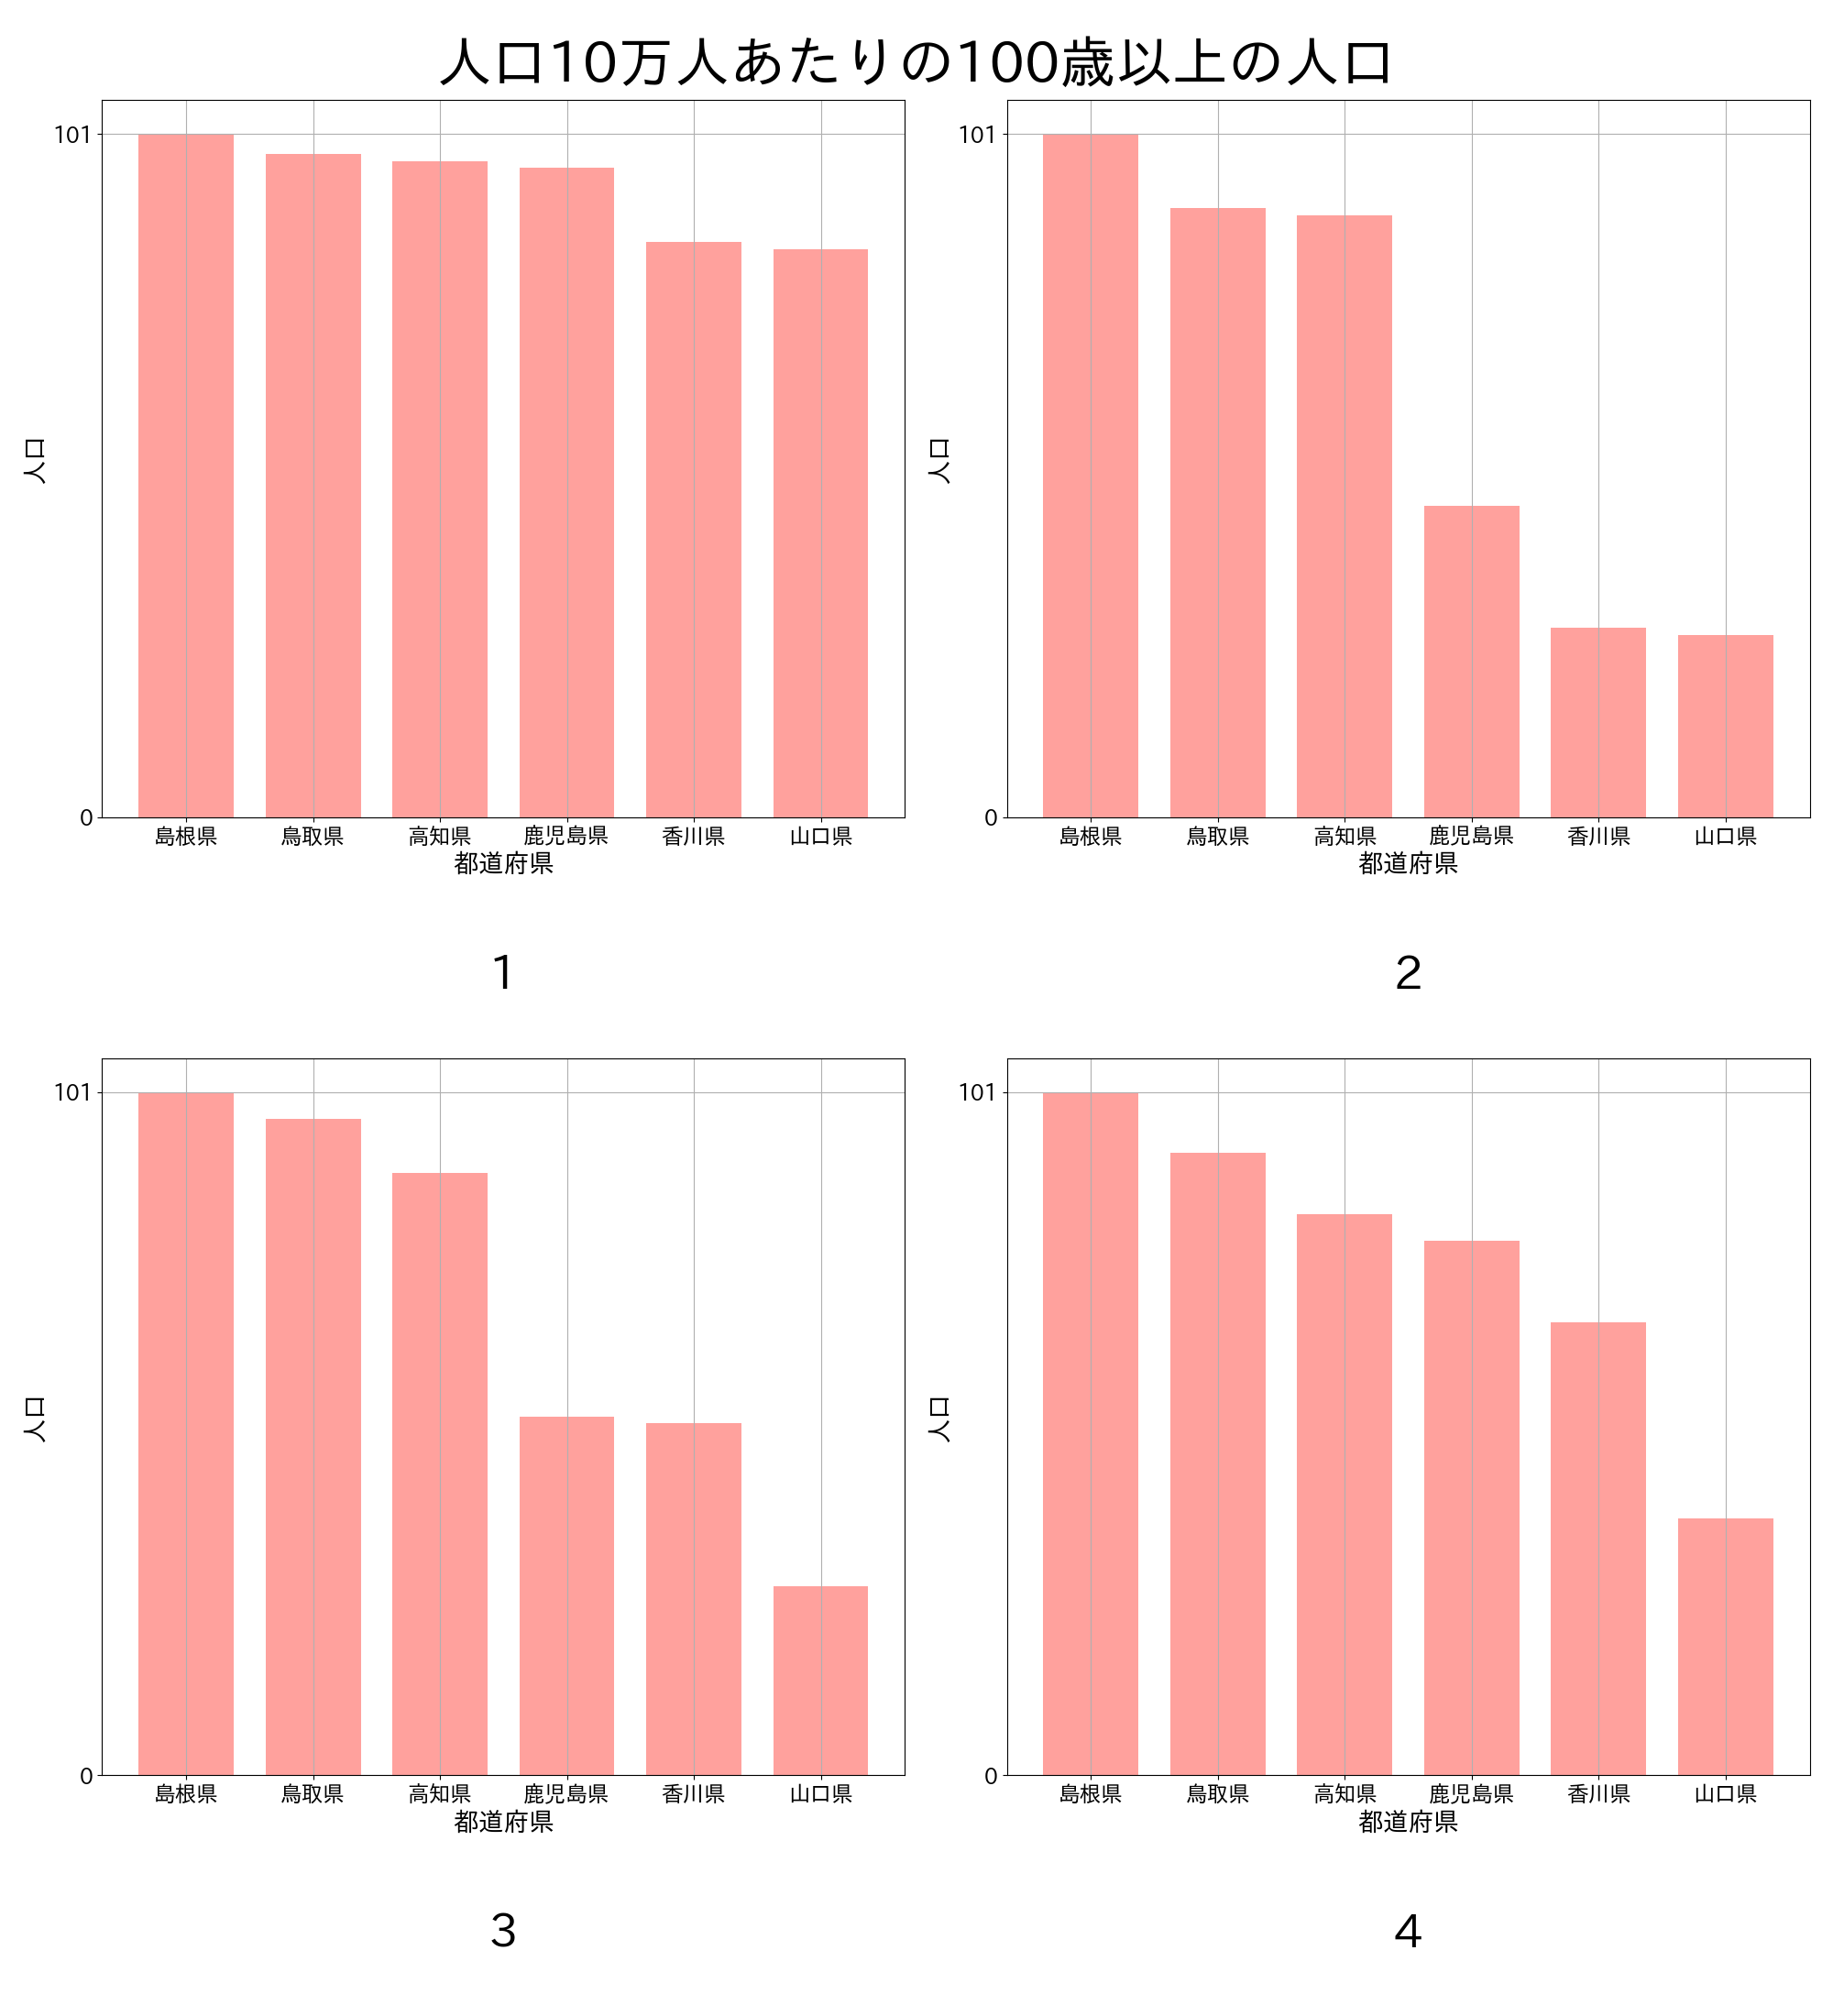 人口10万人あたりの100歳以上の人口
101
0
人口
島根県 鳥取県 高知県 鹿児島県 香川県 山口県
都道府県
1
101
0
人口
島根県 鳥取県 高知県 鹿児島県 香川県 山口県
都道府県
2
101
0
人口
島根県 鳥取県 高知県 鹿児島県 香川県 山口県
都道府県
3
101
0
人口
島根県 鳥取県 高知県 鹿児島県 香川県 山口県
都道府県
4